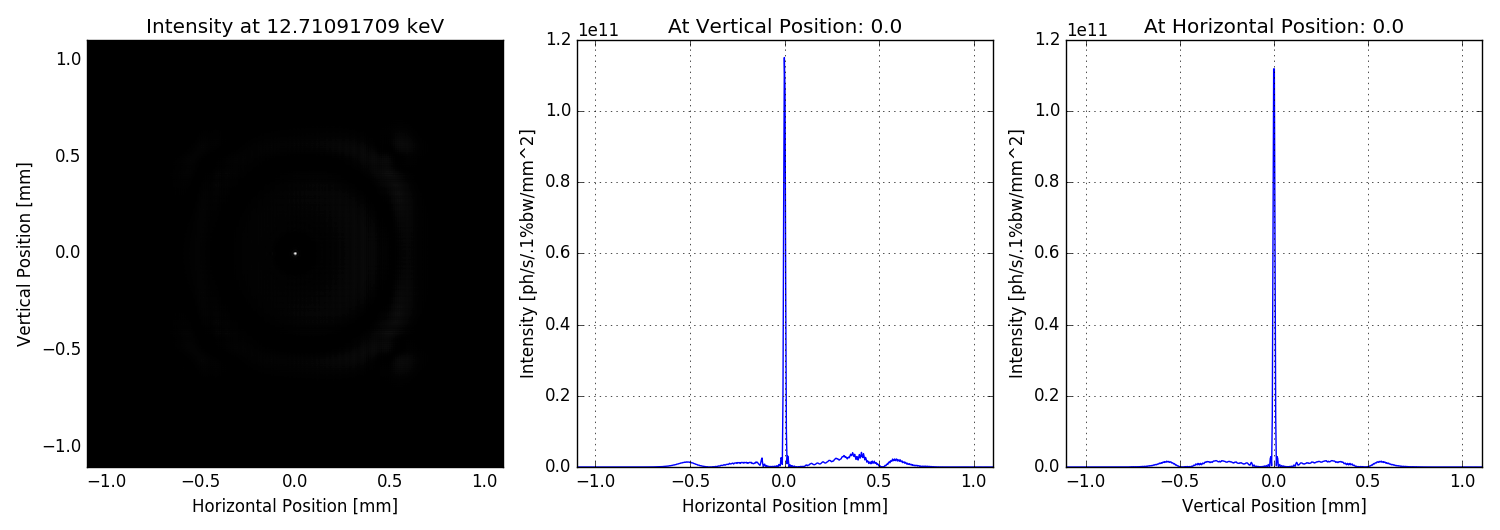 Intensity at 12.71091709 keV
1.0
0.5
0.0
−0.5
−1.0
Vertical Position [mm]
−1.0 −0.5 0.0 0.5 1.0
Horizontal Position [mm]
1e11 At Vertical Position: 0.0
1.2
1.0
0.8
0.6
0.4
0.2
0.0
Intensity [ph/s/.1%bw/mm^2]
−1.0 −0.5 0.0 0.5 1.0
Horizontal Position [mm]
1e11 At Horizontal Position: 0.0
1.2
1.0
0.8
0.6
0.4
0.2
0.0
Intensity [ph/s/.1%bw/mm^2]
−1.0 −0.5 0.0 0.5 1.0
Vertical Position [mm]